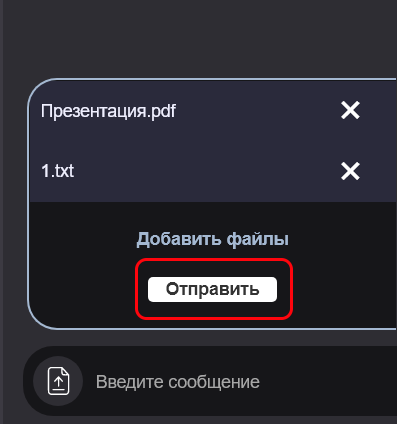 Презентация.pdf
1.txt
Добавить файлы
Отправить
Введите сообщение